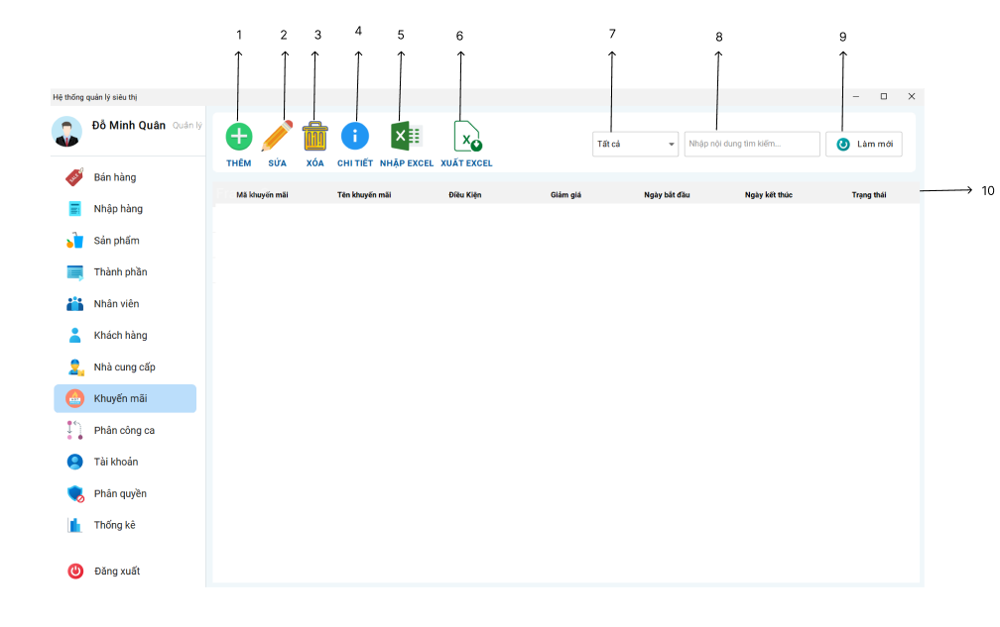 1 2 3 4 5 6 7 8 9
Hệ thống quản lý siêu thị
Đỗ Minh Quân Quản lý
THÊM SỬA XÓA CHI TIẾT NHẬP EXCEL XUẤT EXCEL
Tất cả Nhập nội dung tìm kiếm... Làm mới
Mã khuyến mãi Tên khuyến mãi Điều Kiện Giảm giá Ngày bắt đầu Ngày kết thúc Trạng thái 10
Bán hàng
Nhập hàng
Sản phẩm
Thành phần
Nhân viên
Khách hàng
Nhà cung cấp
Khuyến mãi
Phân công ca
Tài khoản
Phân quyền
Thống kê
Đăng xuất